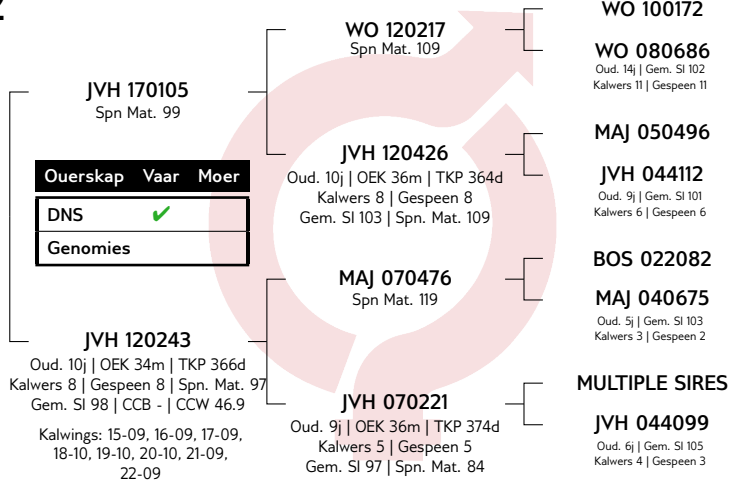 WO 100172
WO 120217
Spn Mat. 109
WO 080686
Oud. 14j | Gem. SI 102
Kalwers 11 | Gespeen 11
JVH 170105
Spn Mat. 99
MAJ 050496
JVH 120426
Oud. 10j | OEK 36m | TKP 364d
Kalwers 8 | Gespeen 8
Gem. SI 103 | Spn. Mat. 109
JVH 044112
Oud. 9j | Gem. SI 101
Kalwers 6 | Gespeen 6
Ouerskap Vaar Moer
DNS ✔
Genomies
BOS 022082
MAJ 070476
Spn Mat. 119
MAJ 040675
Oud. 5j | Gem. SI 103
Kalwers 3 | Gespeen 2
JVH 120243
Oud. 10j | OEK 34m | TKP 366d
Kalwers 8 | Gespeen 8 | Spn. Mat. 97
Gem. SI 98 | CCB - | CCW 46.9
Kalwings: 15-09, 16-09, 17-09,
18-10, 19-10, 20-10, 21-09,
22-09
MULTIPLE SIRES
JVH 070221
Oud. 9j | OEK 36m | TKP 374d
Kalwers 5 | Gespeen 5
Gem. SI 97 | Spn. Mat. 84
JVH 044099
Oud. 6j | Gem. SI 105
Kalwers 4 | Gespeen 3